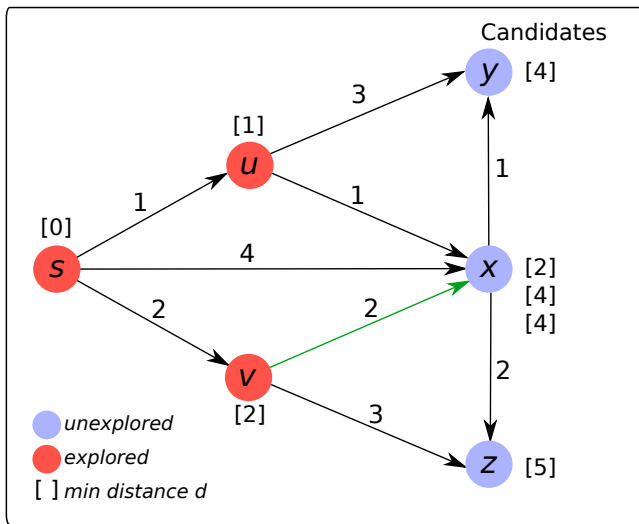 Candidates
y [4]
3
[1]
u
1
1
1
[0]
s
4
x [2]
[4]
[4]
2
2
2
v
[2]
3
z [5]
unexplored
explored
[ ] min distance d